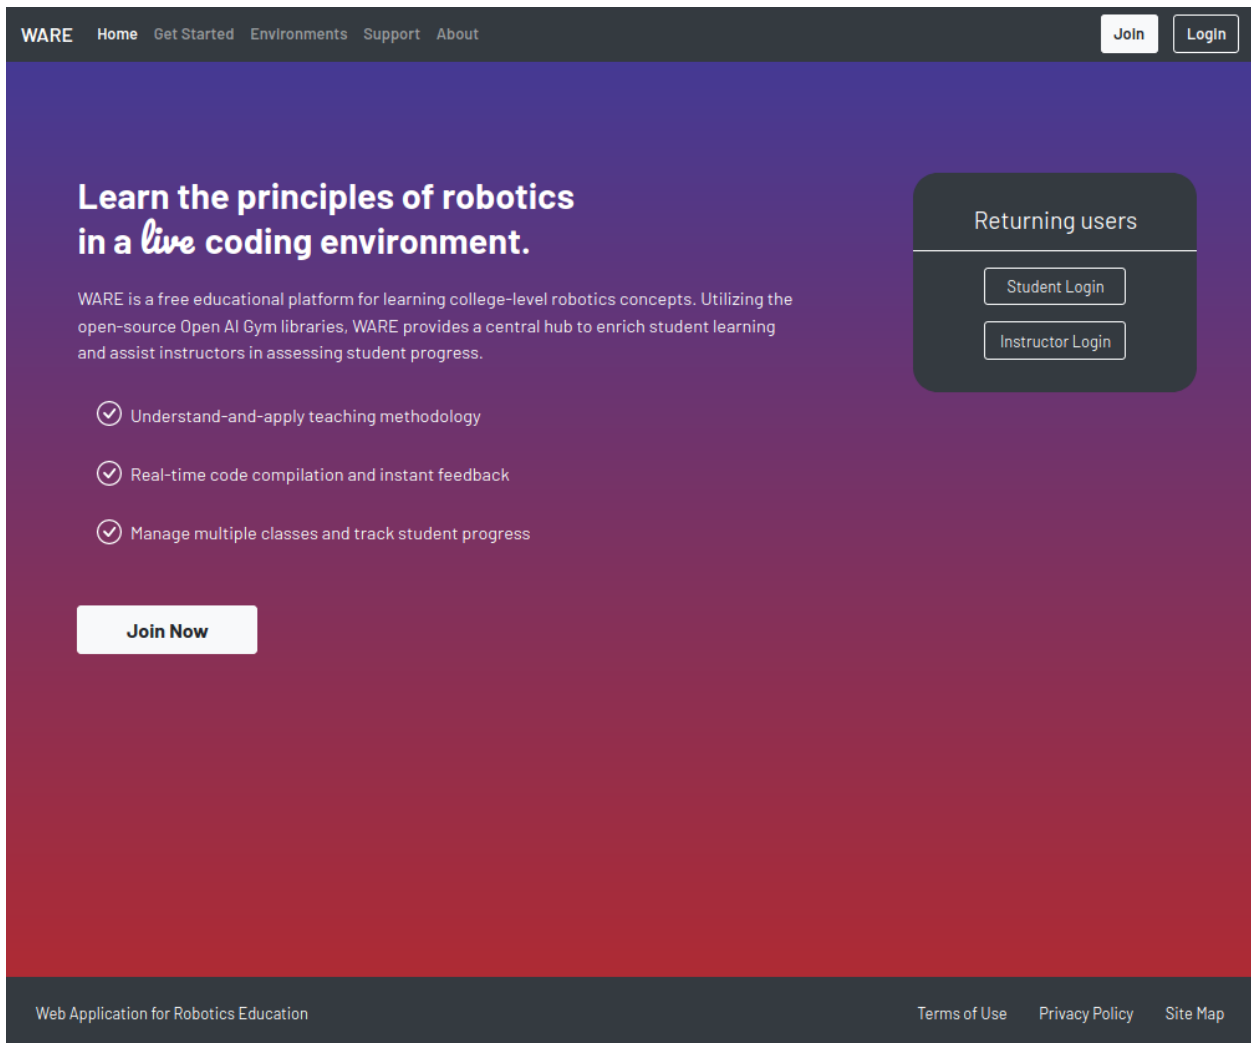 WARE Home Get Started Environments Support About Join Login
Learn the principles of robotics
in a live coding environment.
WARE is a free educational platform for learning college-level robotics concepts. Utilizing the
open-source Open AI Gym libraries, WARE provides a central hub to enrich student learning
and assist instructors in assessing student progress.
Understand-and-apply teaching methodology
Real-time code compilation and instant feedback
Manage multiple classes and track student progress
Join Now
Returning users
Student Login
Instructor Login
Web Application for Robotics Education Terms of Use Privacy Policy Site Map